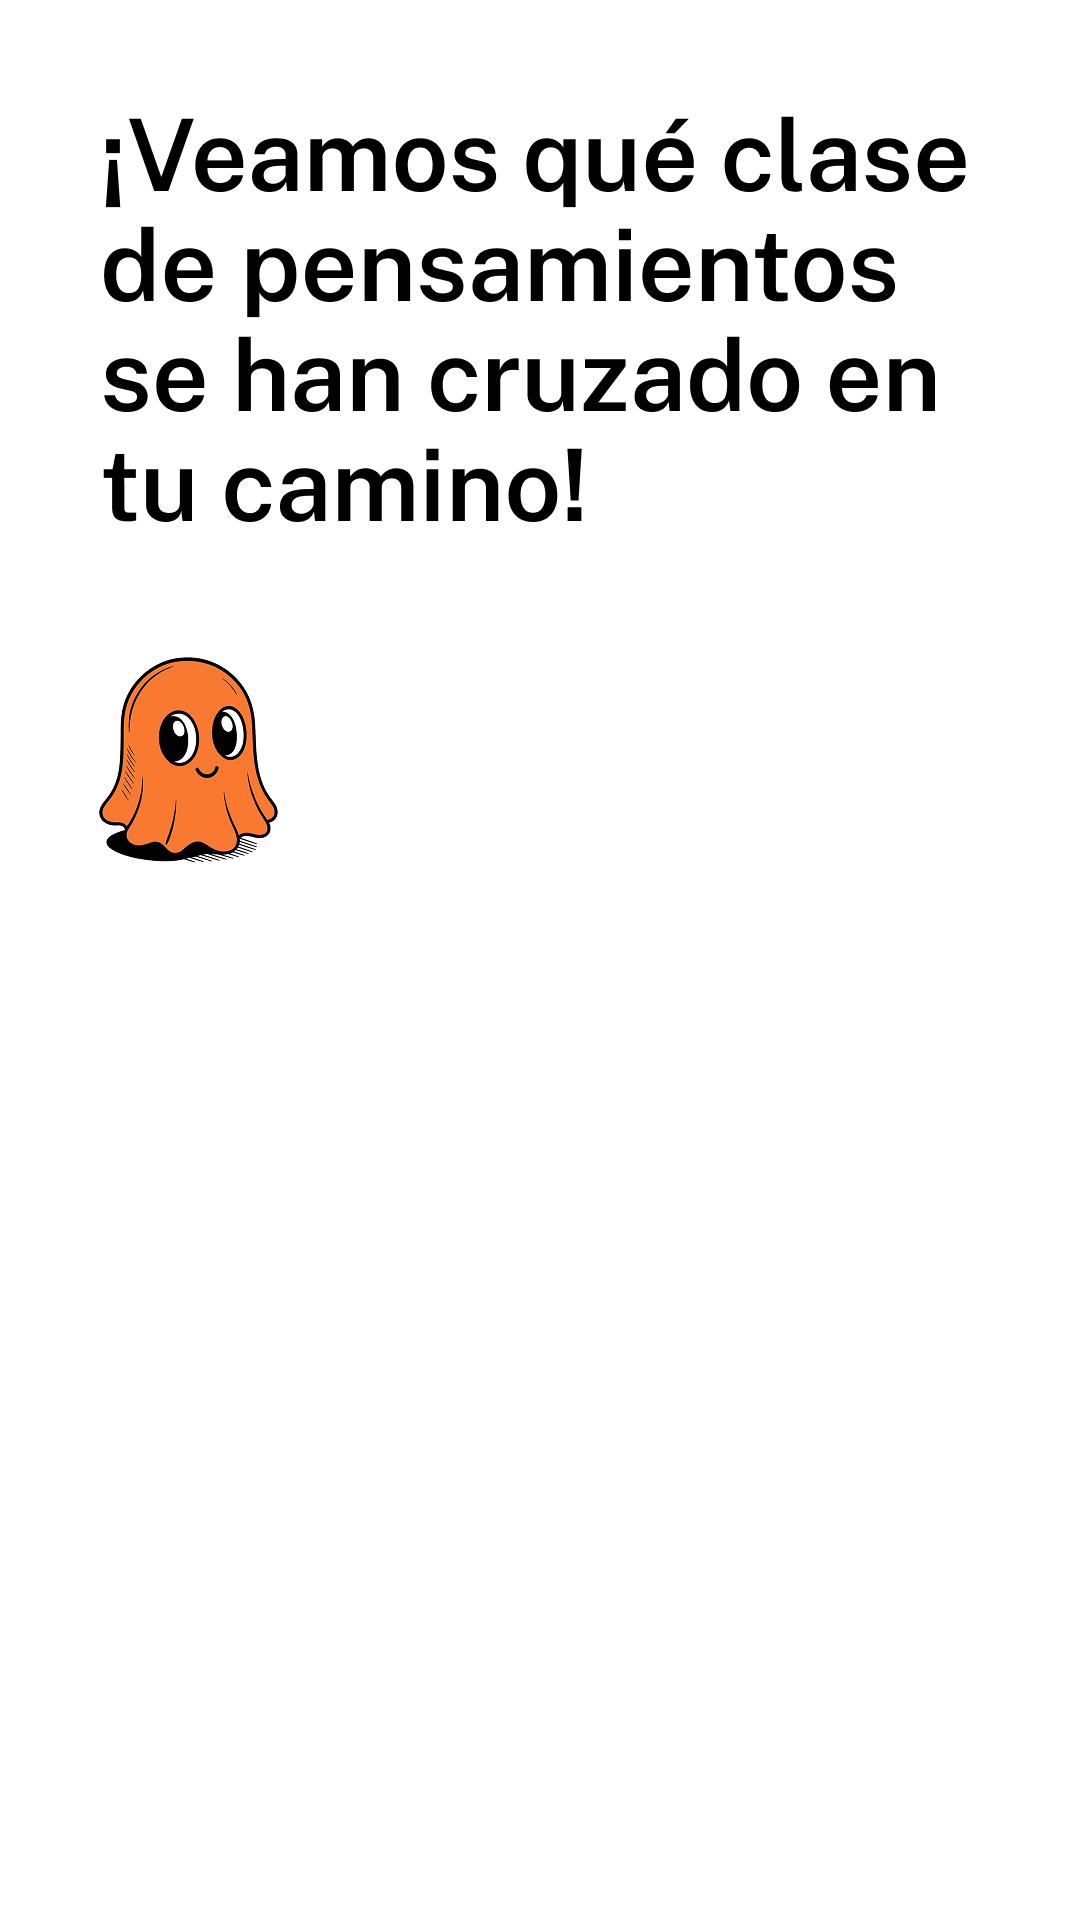 ¡Veamos qué clase
de pensamientos
se han cruzado en
tu camino!